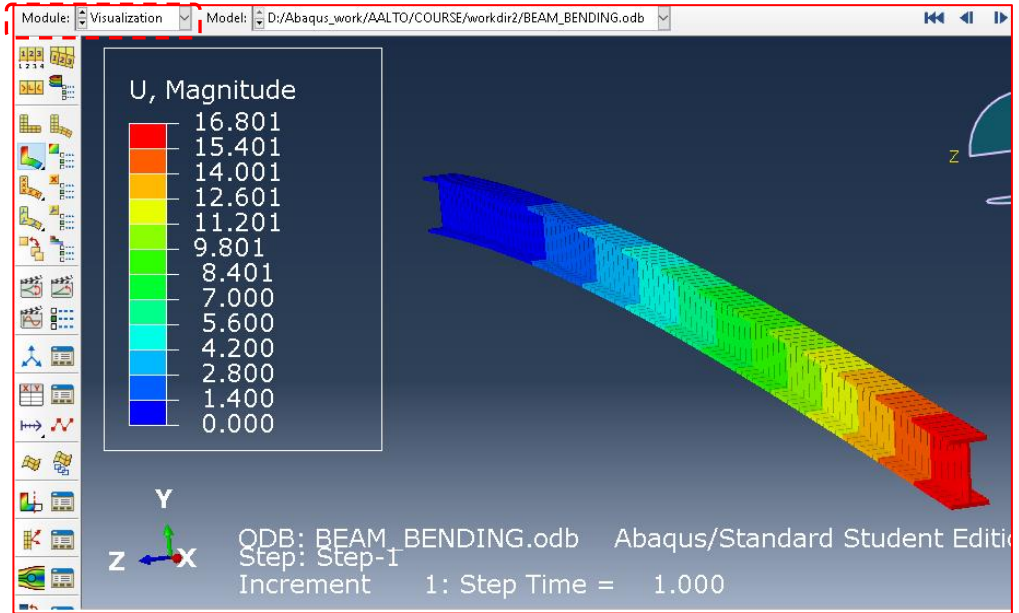 Module: Visualization Model: D:/Abaqus_work/AALTO/COURSE/workdir2/BEAM_BENDING.odb
U, Magnitude
16.801
15.401
14.001
12.601
11.201
9.801
8.401
7.000
5.600
4.200
2.800
1.400
0.000
Z
Y
Z X
ODB: BEAM_BENDING.odb Abaqus/Standard Student Editi
Step: Step-1
Increment 1: Step Time = 1.000